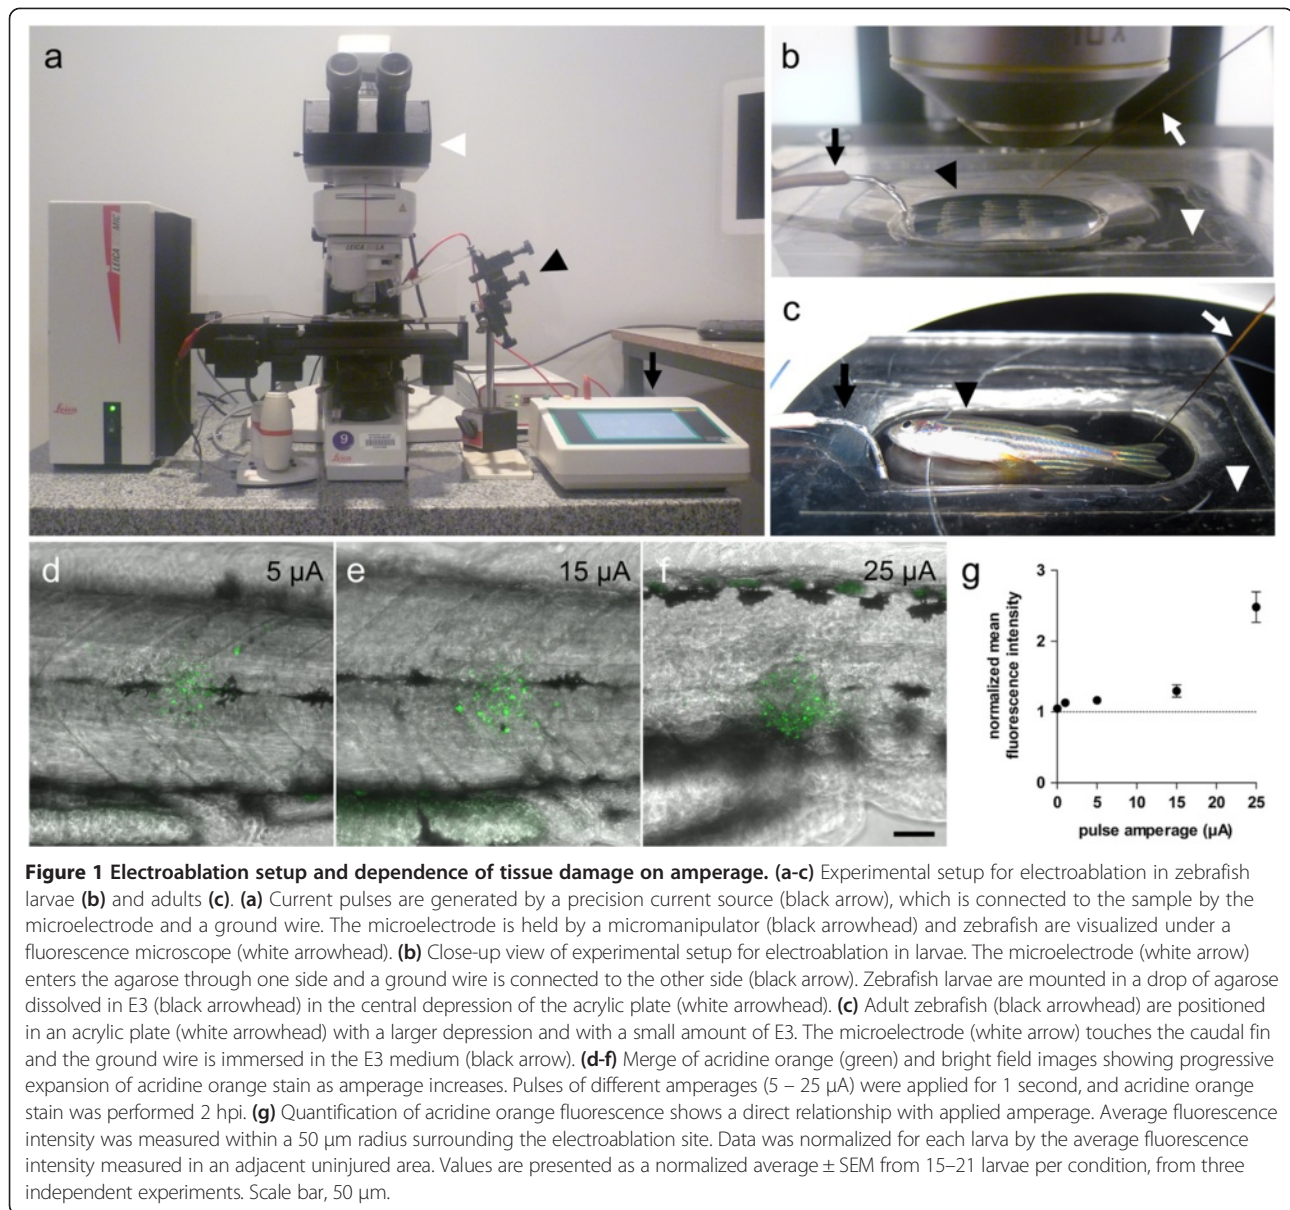 a
LEICA
LEICA
MIC
Leica
9
Leica
b
10x
c
d
5 µA
e
15 µA
f
25 µA
g
3
2
1
0
normalized mean
fluorescence intensity
0 5 10 15 20 25
pulse amperage (µA)
Figure 1 Electroablation setup and dependence of tissue damage on amperage. (a-c) Experimental setup for electroablation in zebrafish
larvae (b) and adults (c). (a) Current pulses are generated by a precision current source (black arrow), which is connected to the sample by the
microelectrode and a ground wire. The microelectrode is held by a micromanipulator (black arrowhead) and zebrafish are visualized under a
fluorescence microscope (white arrowhead). (b) Close-up view of experimental setup for electroablation in larvae. The microelectrode (white arrow)
enters the agarose through one side and a ground wire is connected to the other side (black arrow). Zebrafish larvae are mounted in a drop of agarose
dissolved in E3 (black arrowhead) in the central depression of the acrylic plate (white arrowhead). (c) Adult zebrafish (black arrowhead) are positioned
in an acrylic plate (white arrowhead) with a larger depression and with a small amount of E3. The microelectrode (white arrow) touches the caudal fin
and the ground wire is immersed in the E3 medium (black arrow). (d-f) Merge of acridine orange (green) and bright field images showing progressive
expansion of acridine orange stain as amperage increases. Pulses of different amperages (5 – 25 µA) were applied for 1 second, and acridine orange
stain was performed 2 hpi. (g) Quantification of acridine orange fluorescence shows a direct relationship with applied amperage. Average fluorescence
intensity was measured within a 50 µm radius surrounding the electroablation site. Data was normalized for each larva by the average fluorescence
intensity measured in an adjacent uninjured area. Values are presented as a normalized average ± SEM from 15–21 larvae per condition, from three
independent experiments. Scale bar, 50 µm.